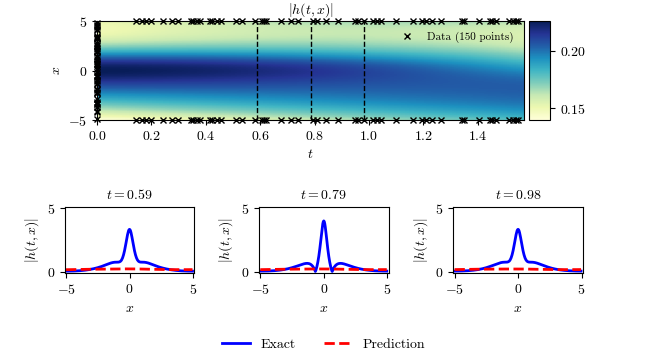 |h(t, x)|
5
0
−5
x
Data (150 points)
0.20
0.15
0.0 0.2 0.4 0.6 0.8 1.0 1.2 1.4
t
t = 0.59 t = 0.79 t = 0.98
5 5 5
|h(t, x)| |h(t, x)| |h(t, x)|
0 0 0
−5 0 5 −5 0 5 −5 0 5
x x x
Exact Prediction